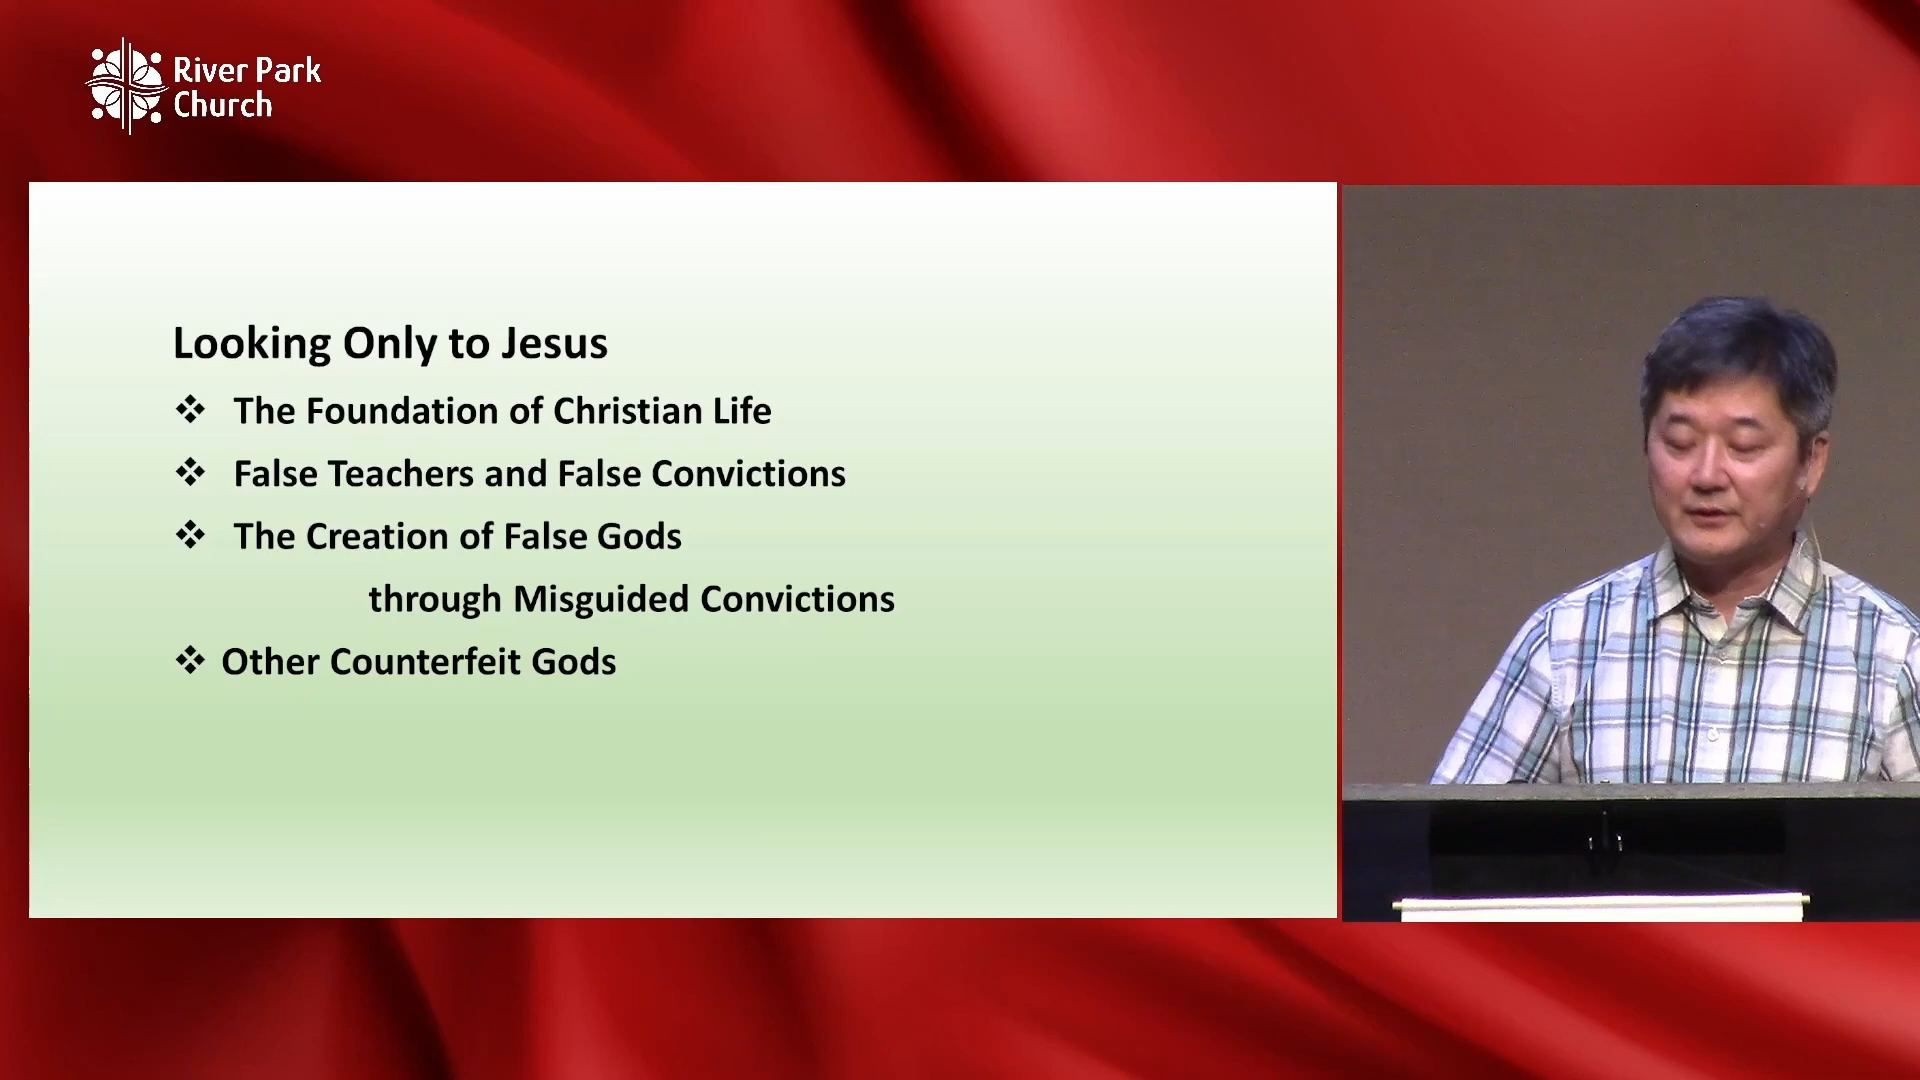 River Park
Church
Looking Only to Jesus
❖ The Foundation of Christian Life
❖ False Teachers and False Convictions
❖ The Creation of False Gods
through Misguided Convictions
❖ Other Counterfeit Gods